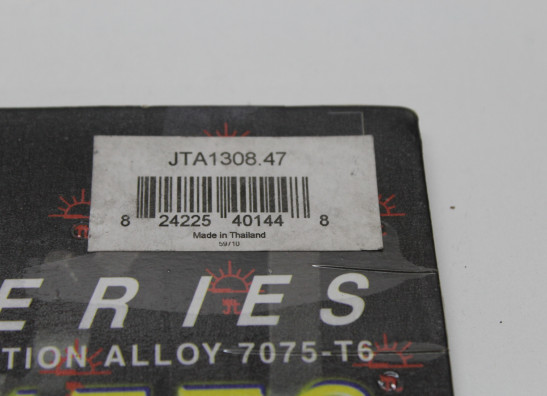 JTA1308.47
8 24225 40144 8
Made in Thailand
59710
ERIES
TION ALLOY 7075-T6